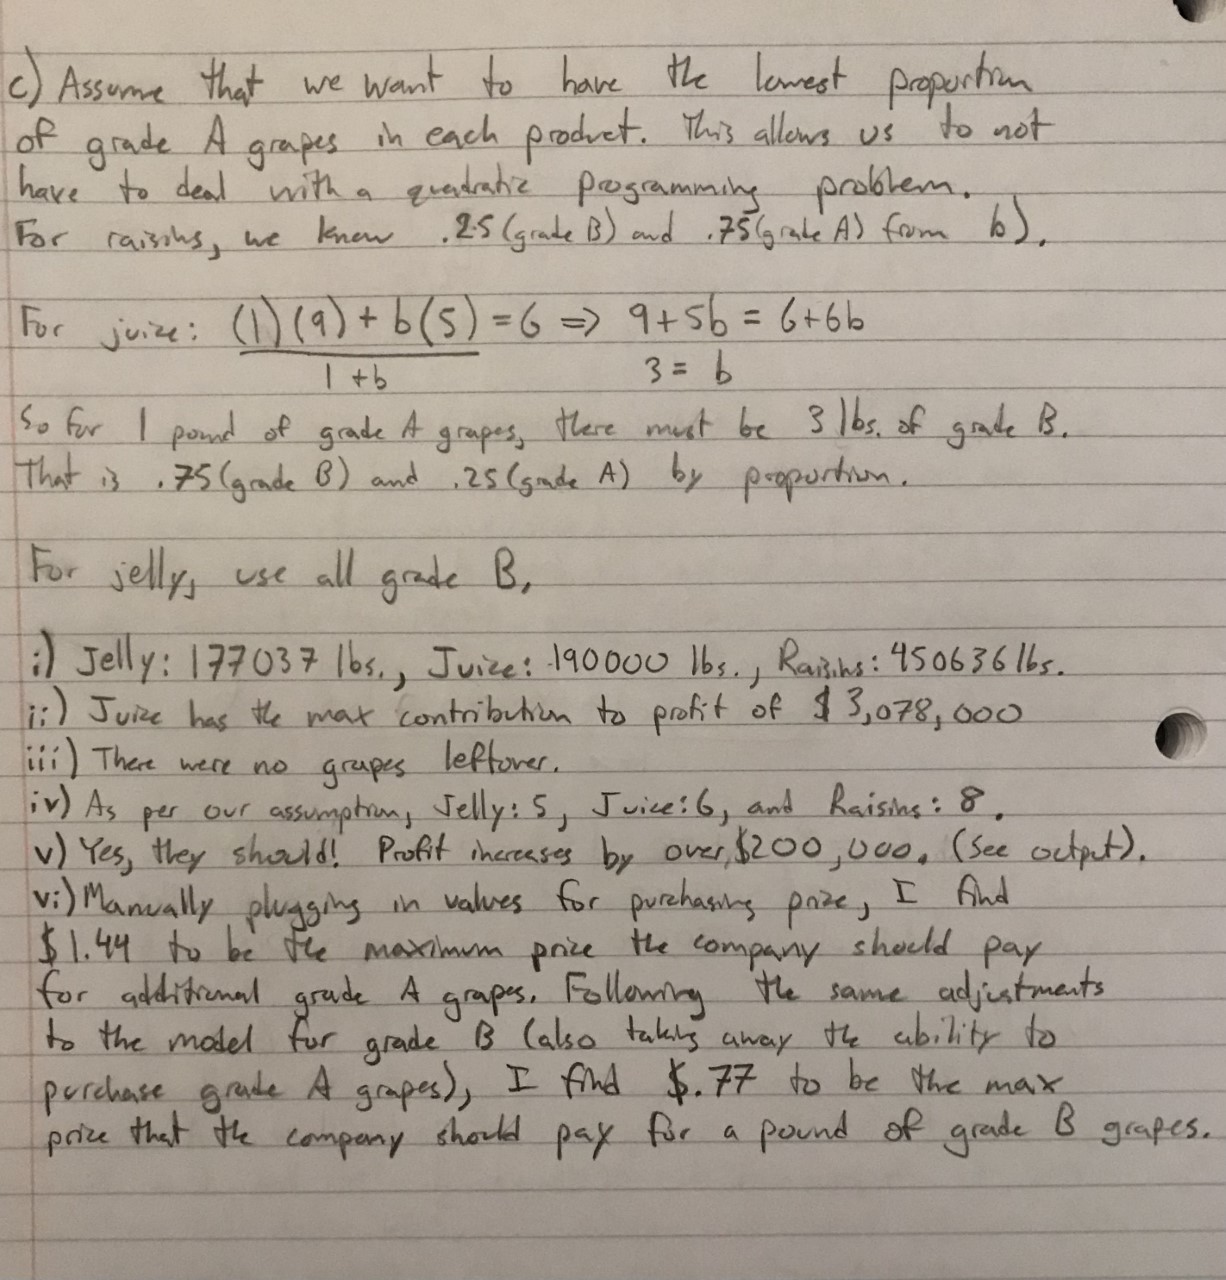 c) Assume that we want to have the lowest proportion
of grade A grapes in each product. This allows us to not
have to deal with a quadratic programming problem.
For raisins, we know .25 (grade B) and .75 (grade A) from b).
For juice: (1)(9) + b(5) = 6 => 9+5b = 6+6b
1+b 3 = b
So for 1 pound of grade A grapes, there must be 3 lbs. of grade B.
That is .75 (grade B) and .25 (grade A) by proportion.
For jelly, use all grade B.
i) Jelly: 177037 lbs., Juice: 190000 lbs., Raisins: 450636 lbs.
ii) Juice has the max contribution to profit of $3,078,000
iii) There were no grapes leftover.
iv) As per our assumption, Jelly: 5, Juice: 6, and Raisins: 8.
v) Yes, they should! Profit increases by over $200,000. (See output).
vi) Manually plugging in values for purchasing price, I find
$1.44 to be the maximum price the company should pay
for additional grade A grapes. Following the same adjustments
to the model for grade B (also taking away the ability to
purchase grade A grapes), I find $.77 to be the max
price that the company should pay for a pound of grade B grapes.